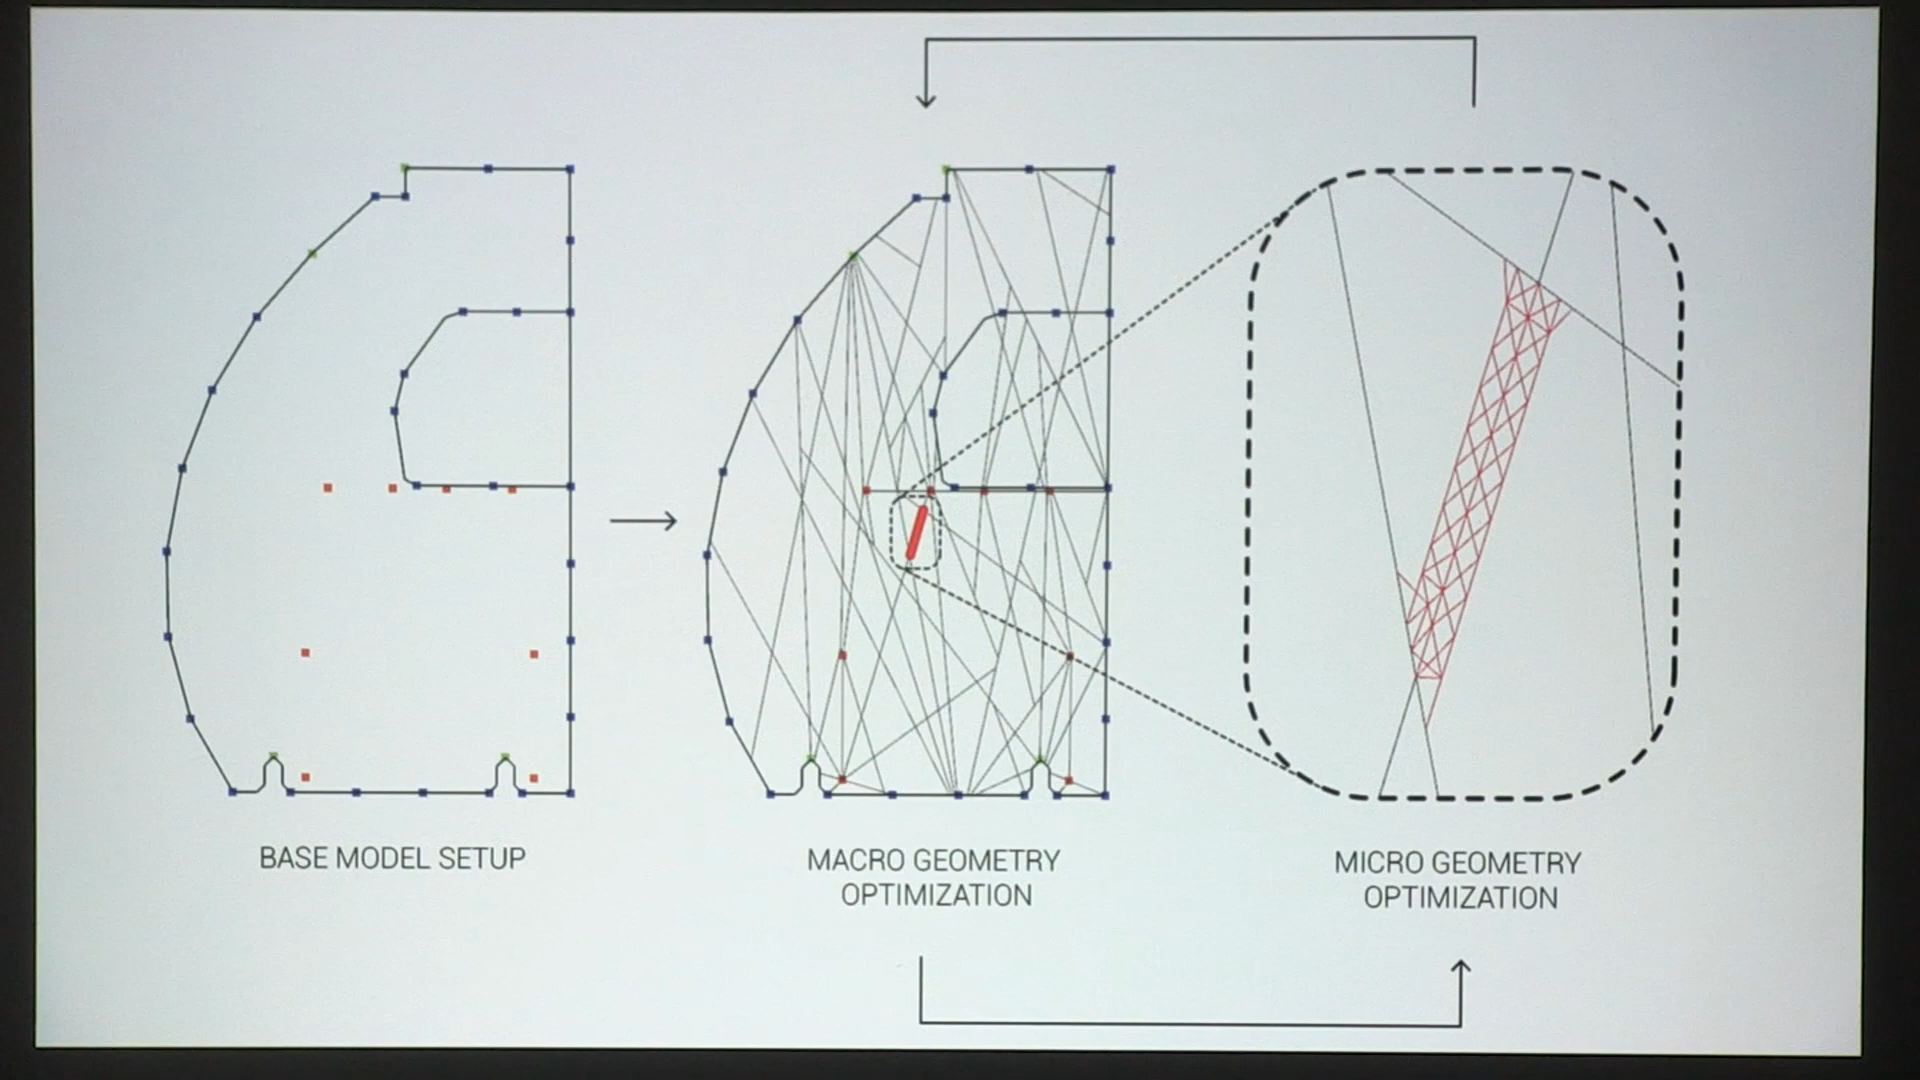 BASE MODEL SETUP
MACRO GEOMETRY
OPTIMIZATION
MICRO GEOMETRY
OPTIMIZATION